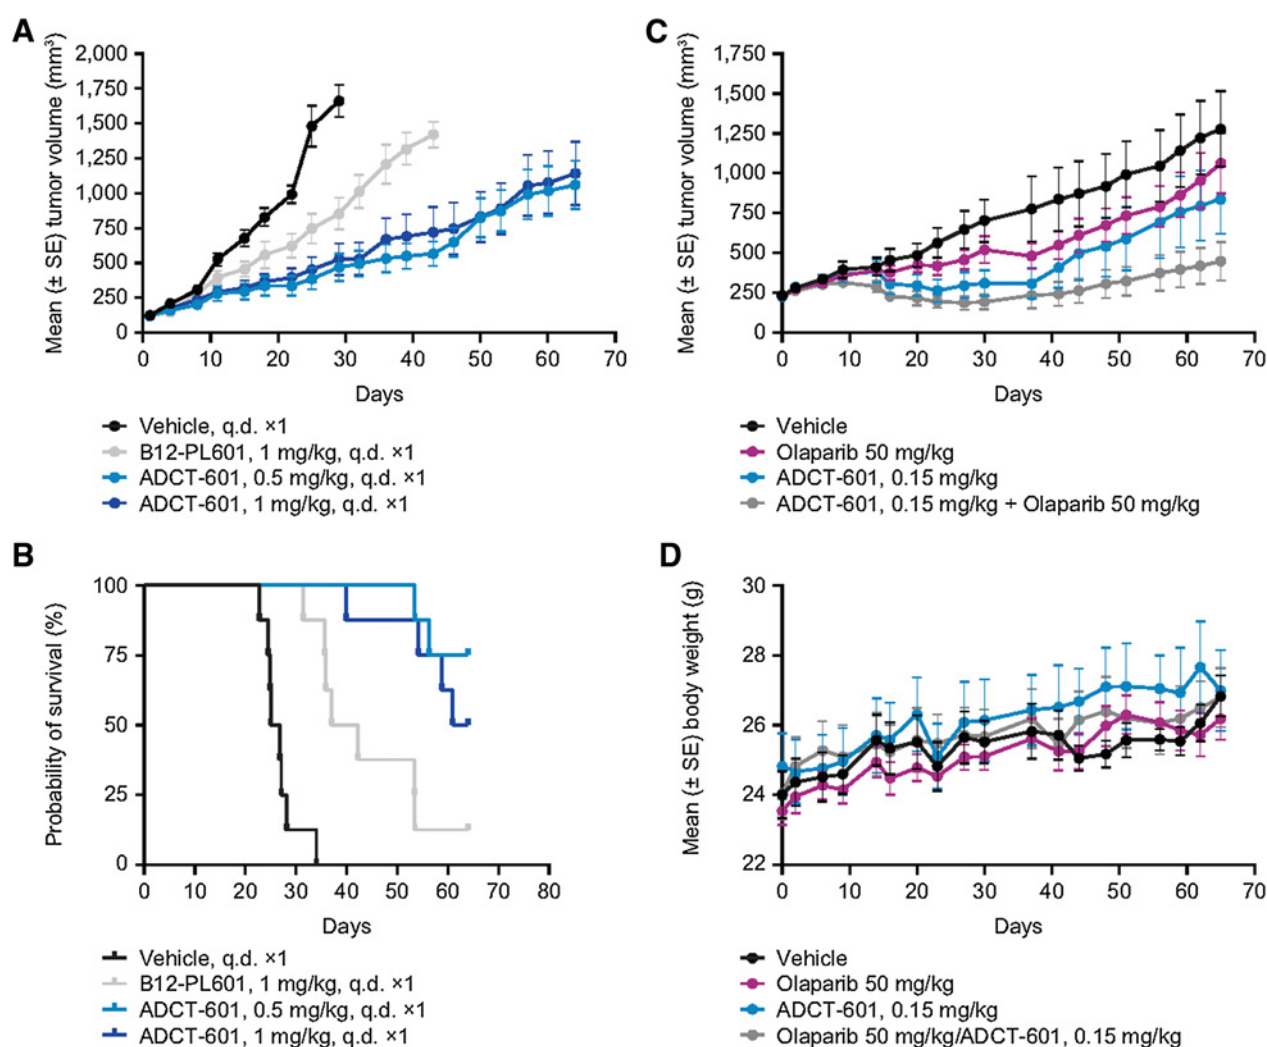 A
Mean (± SE) tumor volume (mm³)
2,000
1,750
1,500
1,250
1,000
750
500
250
0
0 10 20 30 40 50 60 70
Days
Vehicle, q.d. ×1
B12-PL601, 1 mg/kg, q.d. ×1
ADCT-601, 0.5 mg/kg, q.d. ×1
ADCT-601, 1 mg/kg, q.d. ×1
C
Mean (± SE) tumor volume (mm³)
1,750
1,500
1,250
1,000
750
500
250
0
0 10 20 30 40 50 60 70
Days
Vehicle
Olaparib 50 mg/kg
ADCT-601, 0.15 mg/kg
ADCT-601, 0.15 mg/kg + Olaparib 50 mg/kg
B
Probability of survival (%)
100
75
50
25
0
0 10 20 30 40 50 60 70 80
Days
Vehicle, q.d. ×1
B12-PL601, 1 mg/kg, q.d. ×1
ADCT-601, 0.5 mg/kg, q.d. ×1
ADCT-601, 1 mg/kg, q.d. ×1
D
Mean (± SE) body weight (g)
30
28
26
24
22
0 10 20 30 40 50 60 70
Days
Vehicle
Olaparib 50 mg/kg
ADCT-601, 0.15 mg/kg
Olaparib 50 mg/kg/ADCT-601, 0.15 mg/kg